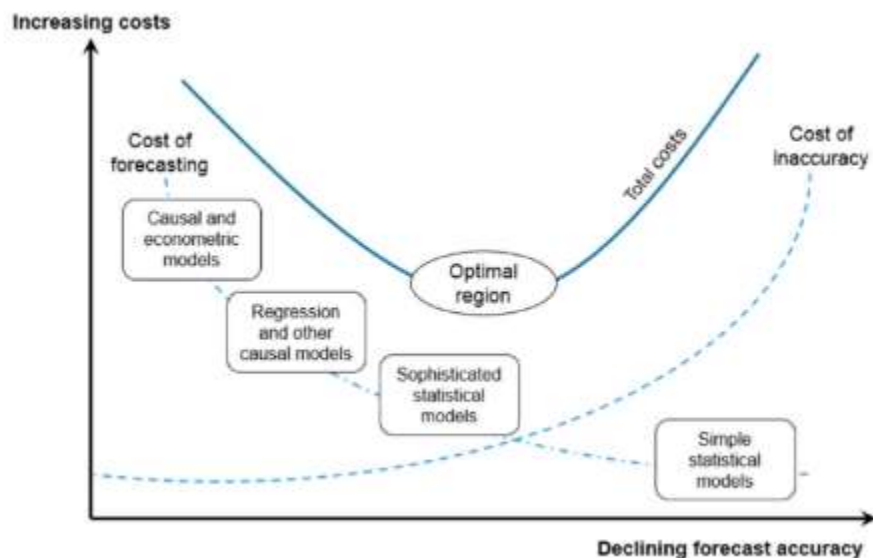 Increasing costs
Cost of
forecasting
Causal and
econometric
models
Regression
and other
causal models
Sophisticated
statistical
models
Optimal
region
Total costs
Cost of
inaccuracy
Simple
statistical
models
Declining forecast accuracy